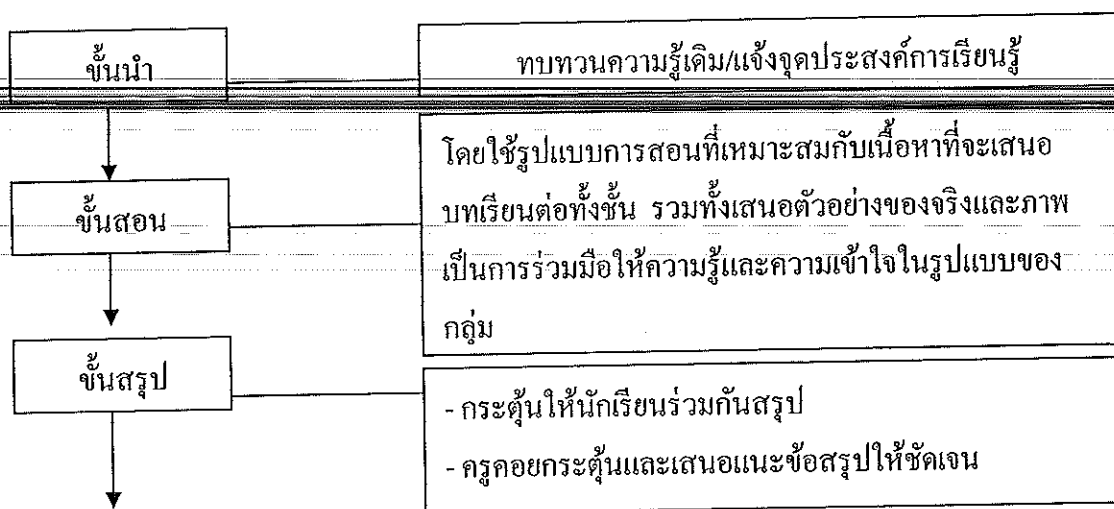 ขั้นนำ
ทบทวนความรู้เดิม/แจ้งจุดประสงค์การเรียนรู้
ขั้นสอน
โดยใช้รูปแบบการสอนที่เหมาะสมกับเนื้อหาที่จะเสนอ
บทเรียนต่อทั้งชั้น รวมทั้งเสนอตัวอย่างของจริงและภาพ
เป็นการร่วมมือให้ความรู้และความเข้าใจในรูปแบบของ
กลุ่ม
ขั้นสรุป
- กระตุ้นให้นักเรียนร่วมกันสรุป
- ครูคอยกระตุ้นและเสนอแนะข้อสรุปให้ชัดเจน